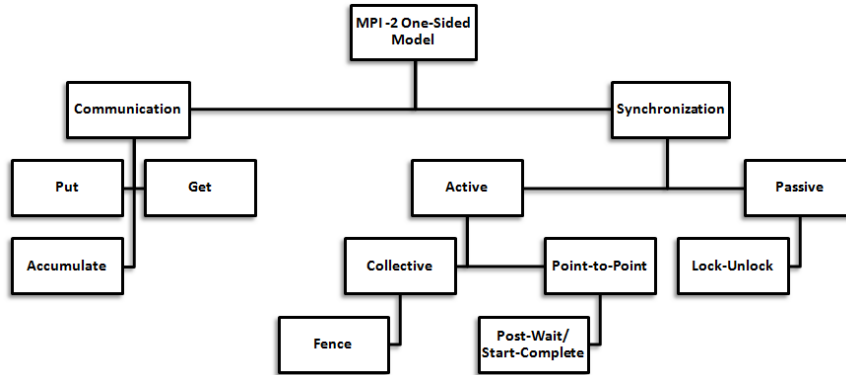 MPI -2 One-Sided
Model
Communication
Synchronization
Put
Get
Active
Passive
Accumulate
Collective
Point-to-Point
Lock-Unlock
Fence
Post-Wait/
Start-Complete